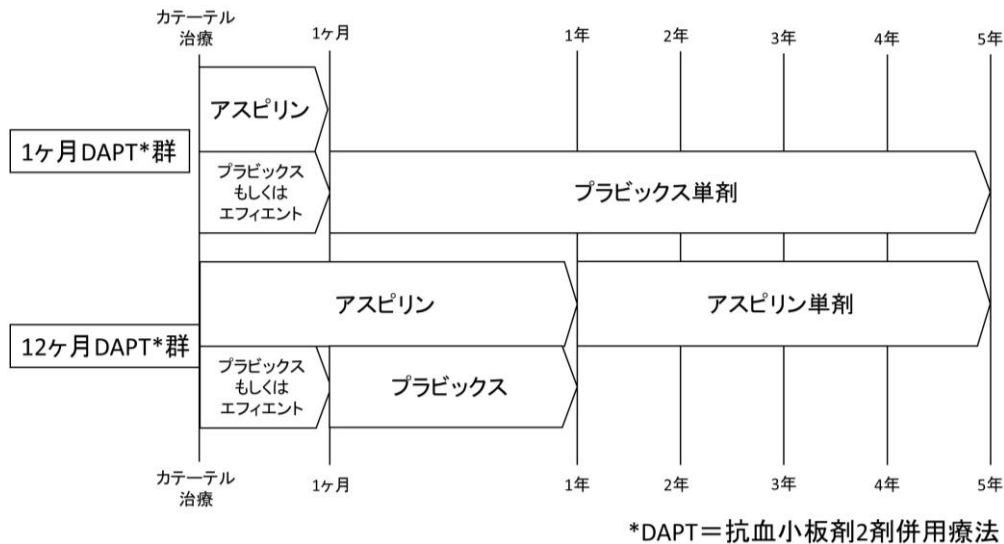 カテーテル
治療
1ヶ月
1年
2年
3年
4年
5年
アスピリン
1ヶ月DAPT*群
プラビックス
もしくは
エフィエント
プラビックス単剤
アスピリン
アスピリン単剤
12ヶ月DAPT*群
プラビックス
もしくは
エフィエント
プラビックス
カテーテル
治療
1ヶ月
1年
2年
3年
4年
5年
*DAPT＝抗血小板剤2剤併用療法